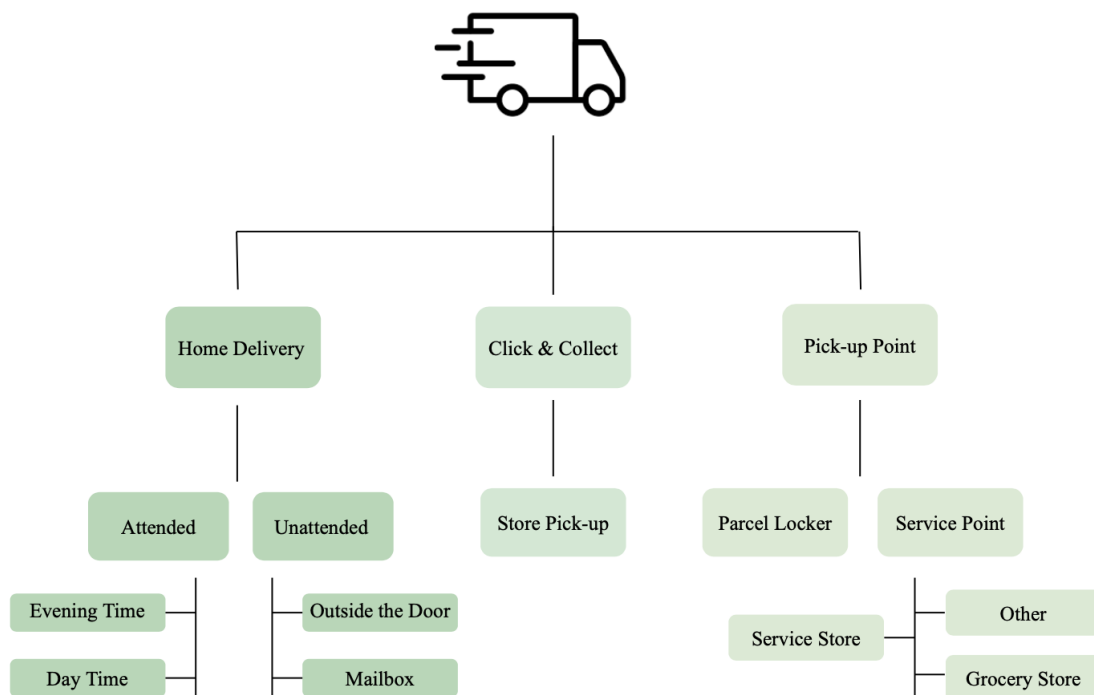 Home Delivery
Click & Collect
Pick-up Point
Attended
Unattended
Store Pick-up
Parcel Locker
Service Point
Evening Time
Outside the Door
Service Store
Other
Day Time
Mailbox
Grocery Store